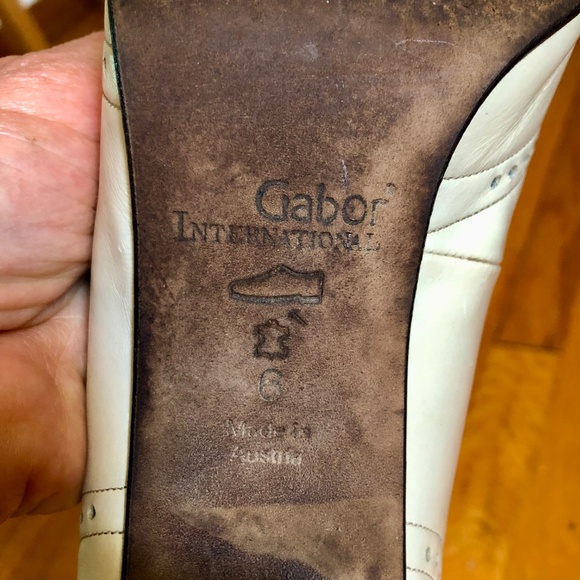 Gabor
INTERNATIONAL
6
Made in
Austria